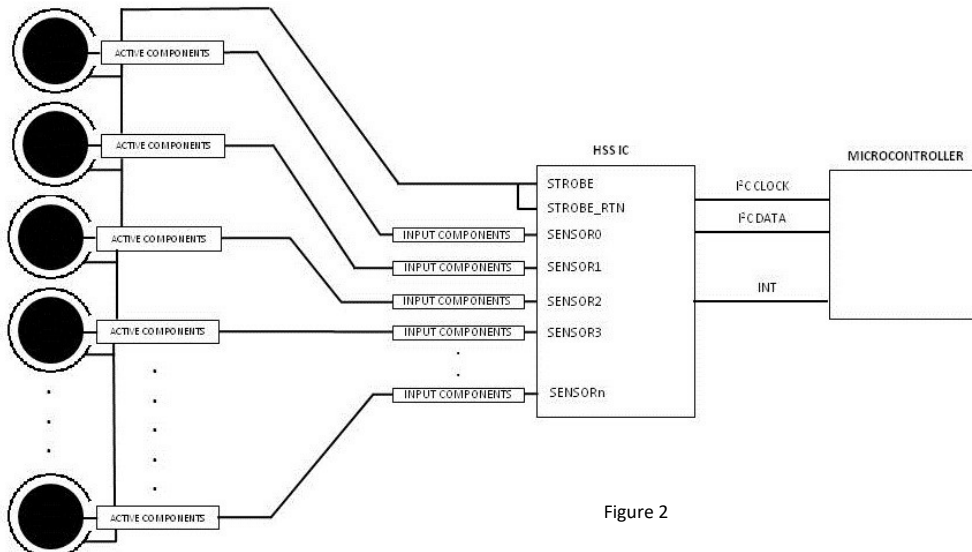 ACTIVE COMPONENTS
ACTIVE COMPONENTS
ACTIVE COMPONENTS
ACTIVE COMPONENTS
ACTIVE COMPONENTS
INPUT COMPONENTS
INPUT COMPONENTS
INPUT COMPONENTS
INPUT COMPONENTS
INPUT COMPONENTS
HSS IC
STROBE
STROBE_RTN
SENSOR0
SENSOR1
SENSOR2
SENSOR3
SENSORn
I²C CLOCK
I²C DATA
INT
MICROCONTROLLER
Figure 2